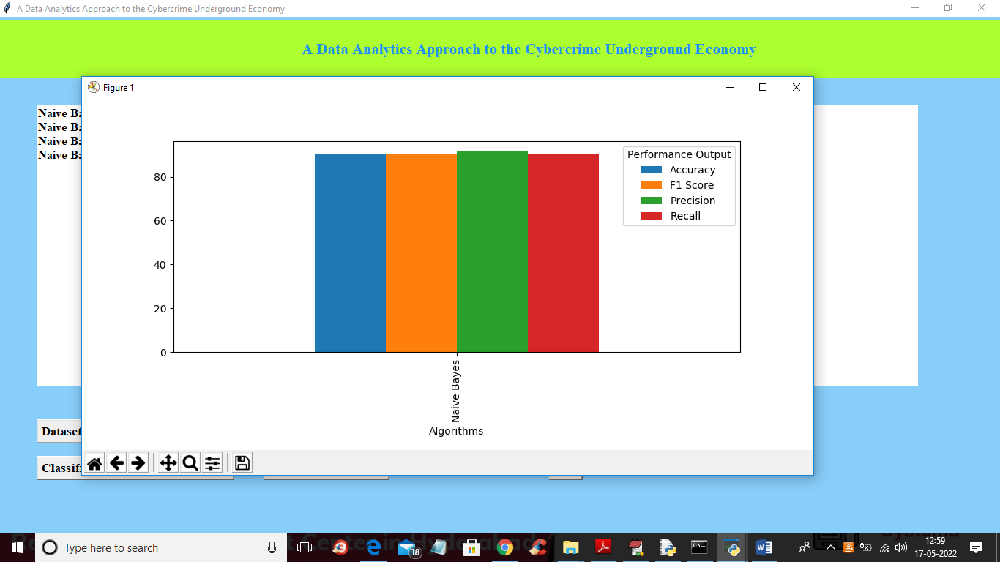 A Data Analytics Approach to the Cybercrime Underground Economy
A Data Analytics Approach to the Cybercrime Underground Economy
Figure 1
Naive Ba
Naive Ba
Naive Ba
Naive Ba
Performance Output
Accuracy
F1 Score
Precision
Recall
80
60
40
20
0
Naive Bayes
Algorithms
Dataset
Classifi
Type here to search
18
12:59
17-05-2022